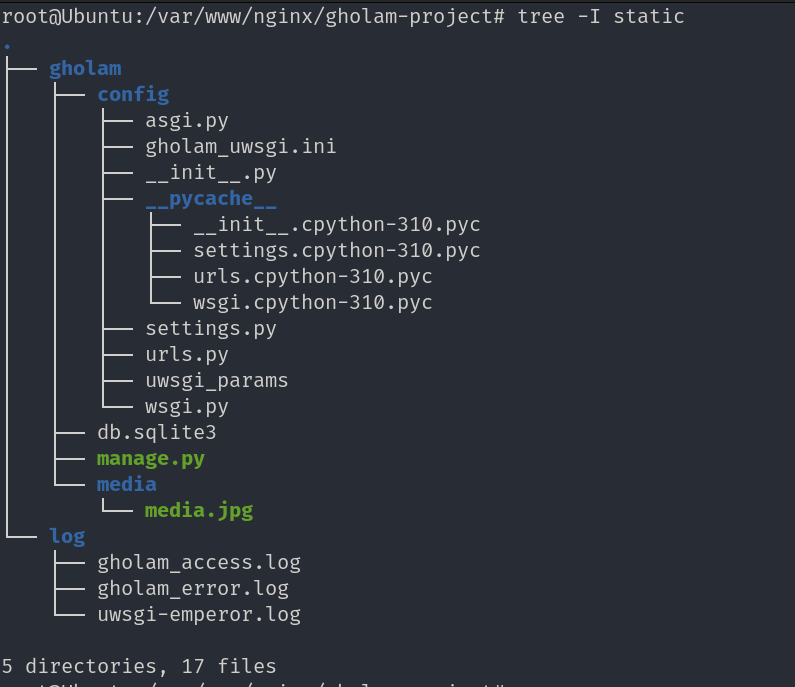 root@Ubuntu:/var/www/nginx/gholam-project# tree -I static
.
├── gholam
│   ├── config
│   │   ├── asgi.py
│   │   ├── gholam_uwsgi.ini
│   │   ├── __init__.py
│   │   ├── __pycache__
│   │   │   ├── __init__.cpython-310.pyc
│   │   │   ├── settings.cpython-310.pyc
│   │   │   ├── urls.cpython-310.pyc
│   │   │   └── wsgi.cpython-310.pyc
│   │   ├── settings.py
│   │   ├── urls.py
│   │   ├── uwsgi_params
│   │   └── wsgi.py
│   ├── db.sqlite3
│   ├── manage.py
│   └── media
│       └── media.jpg
└── log
    ├── gholam_access.log
    ├── gholam_error.log
    └── uwsgi-emperor.log
5 directories, 17 files